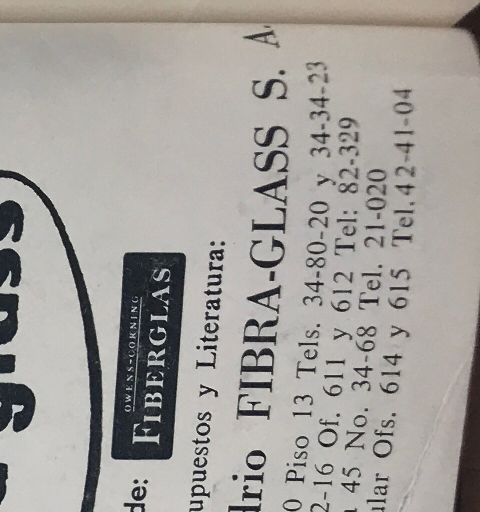 glass
de:
OWENS-CORNING
FIBERGLAS
upuestos y Literatura:
drio FIBRA-GLASS S. A
0 Piso 13 Tels. 34-80-20 y 34-34-23
2-16 Of. 611 y 612 Tel: 82-329
45 No. 34-68 Tel. 21-020
ular Ofs. 614 y 615 Tel. 42-41-04